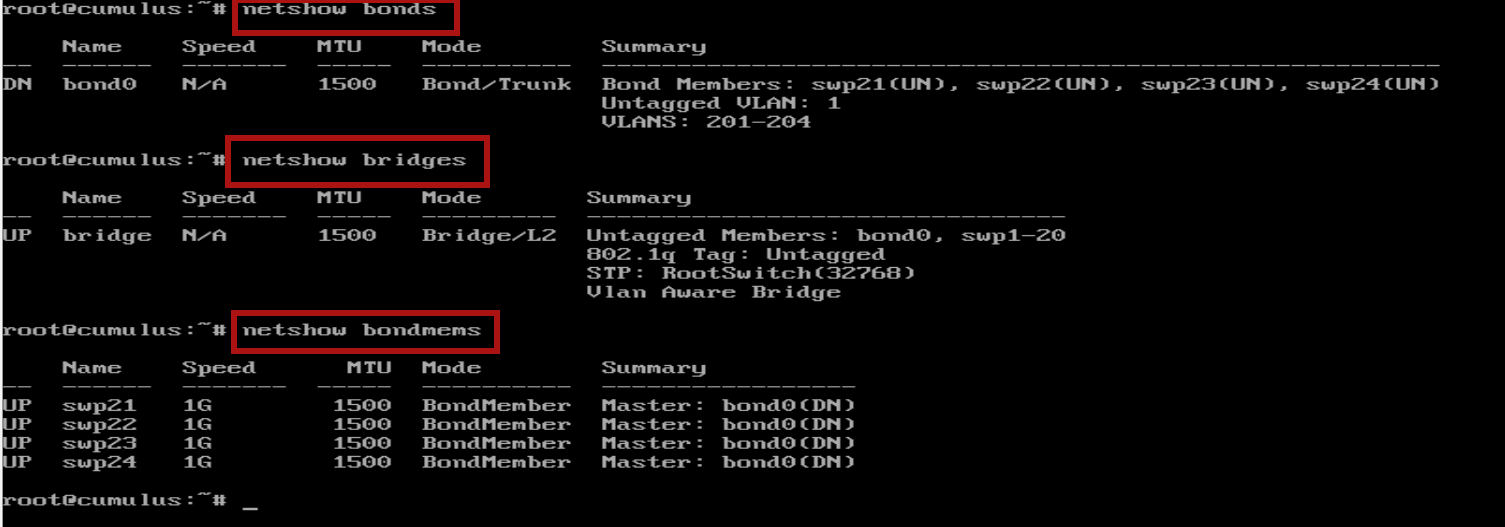 root@cumulus:~# netshow bonds
    Name    Speed    MTU    Mode    Summary
--  ------  -------  -----  ----------  --------------------------------------------------------
DN  bond0   N/A      1500   Bond/Trunk  Bond Members: swp21(UN), swp22(UN), swp23(UN), swp24(UN)
Untagged VLAN: 1
VLANS: 201-204
root@cumulus:~# netshow bridges
    Name    Speed    MTU    Mode    Summary
--  ------  -------  -----  ---------  --------------------------------
UP  bridge  N/A      1500   Bridge/L2  Untagged Members: bond0, swp1-20
802.1q Tag: Untagged
STP: RootSwitch(32768)
Vlan Aware Bridge
root@cumulus:~# netshow bondmems
    Name    Speed    MTU    Mode    Summary
--  ------  -------  -----  ----------  -----------------
UP  swp21   1G       1500   BondMember  Master: bond0(DN)
UP  swp22   1G       1500   BondMember  Master: bond0(DN)
UP  swp23   1G       1500   BondMember  Master: bond0(DN)
UP  swp24   1G       1500   BondMember  Master: bond0(DN)
root@cumulus:~# _